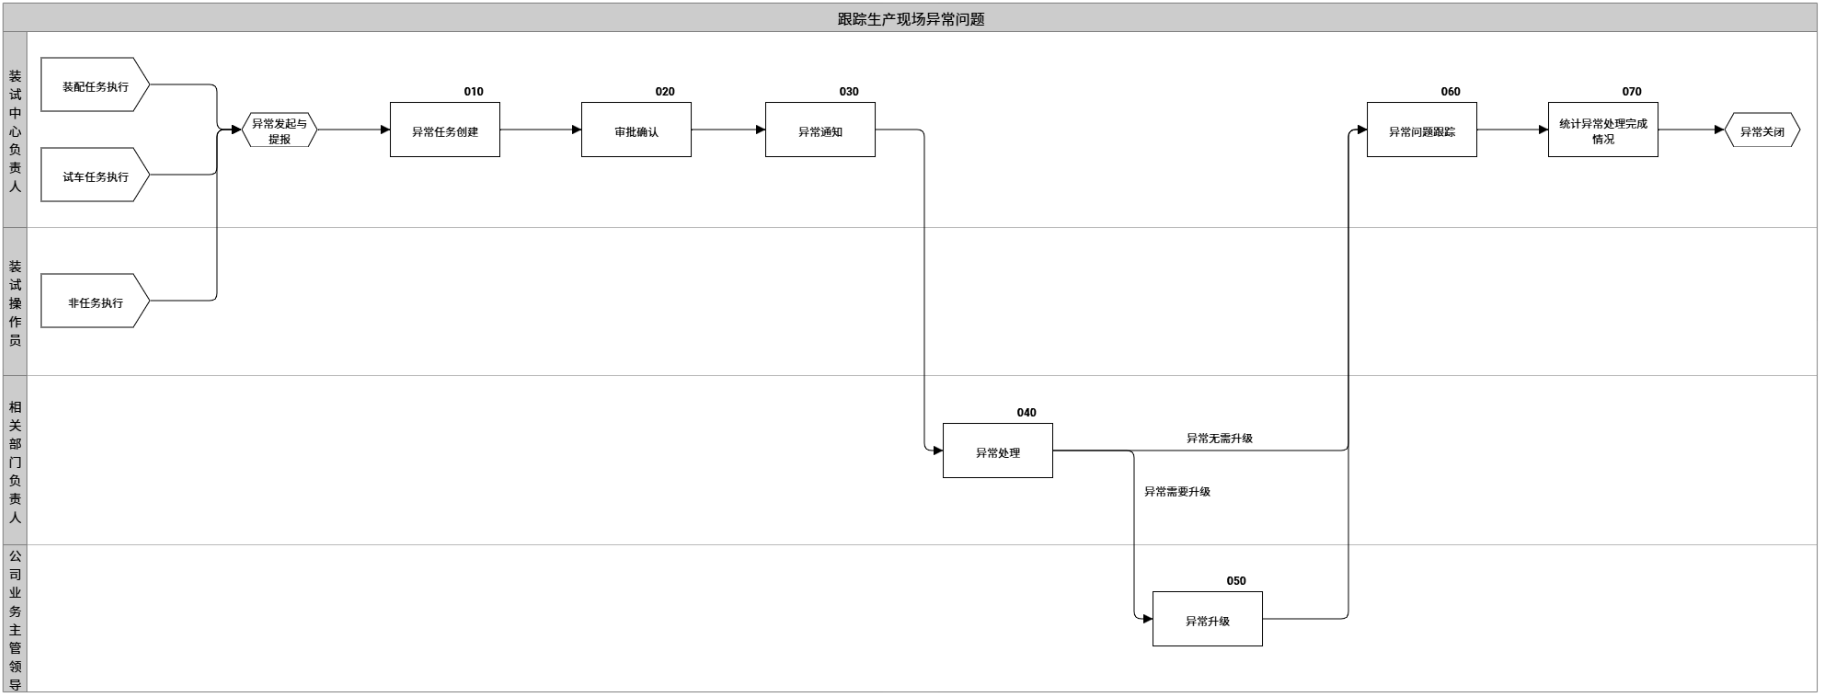 跟踪生产现场异常问题
装试中心负责人
装配任务执行
试车任务执行
异常发起与
提报
010
异常任务创建
020
审批确认
030
异常通知
060
异常问题跟踪
070
统计异常处理完成
情况
异常关闭
装试操作员
非任务执行
相关部门负责人
040
异常处理
异常无需升级
异常需要升级
公司业务主管领导
050
异常升级